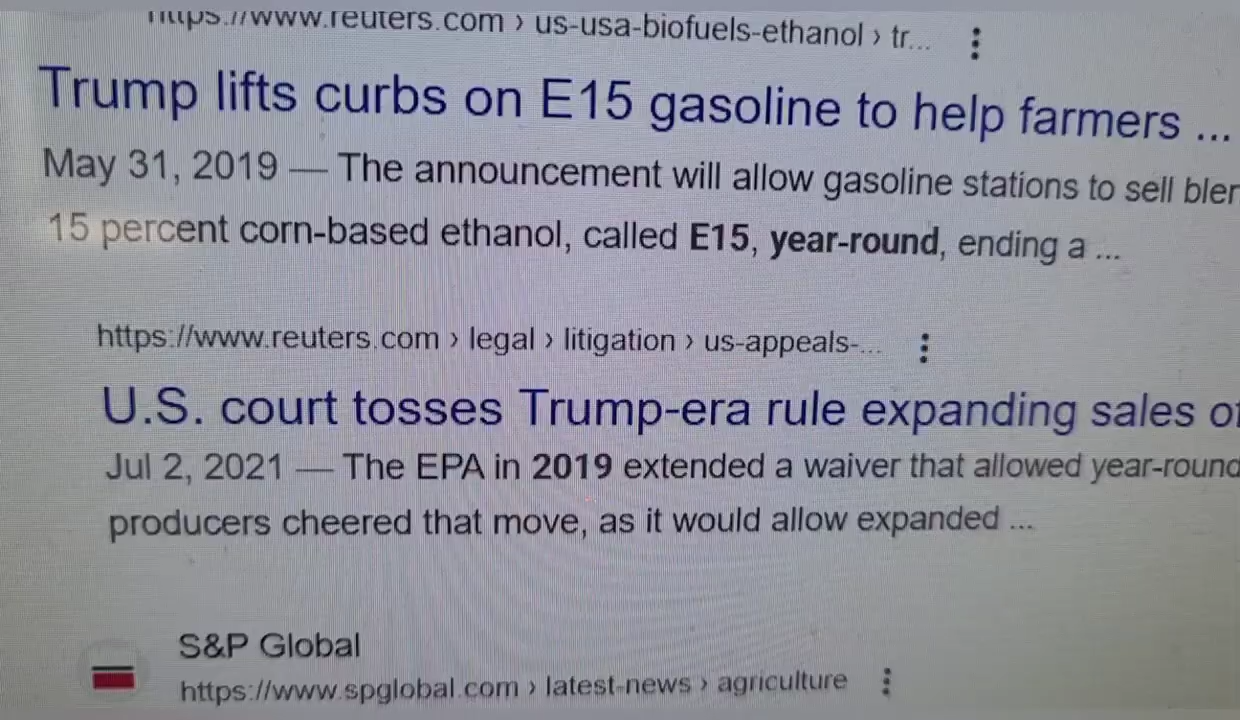 https://www.reuters.com › us-usa-biofuels-ethanol › tr...
Trump lifts curbs on E15 gasoline to help farmers ...
May 31, 2019 — The announcement will allow gasoline stations to sell
15 percent corn-based ethanol, called E15, year-round, ending a ...
https://www.reuters.com › legal › litigation › us-appeals-...
U.S. court tosses Trump-era rule expanding sales
Jul 2, 2021 — The EPA in 2019 extended a waiver that allowed year-round
producers cheered that move, as it would allow expanded ...
S&P Global
https://www.spglobal.com › latest-news › agriculture